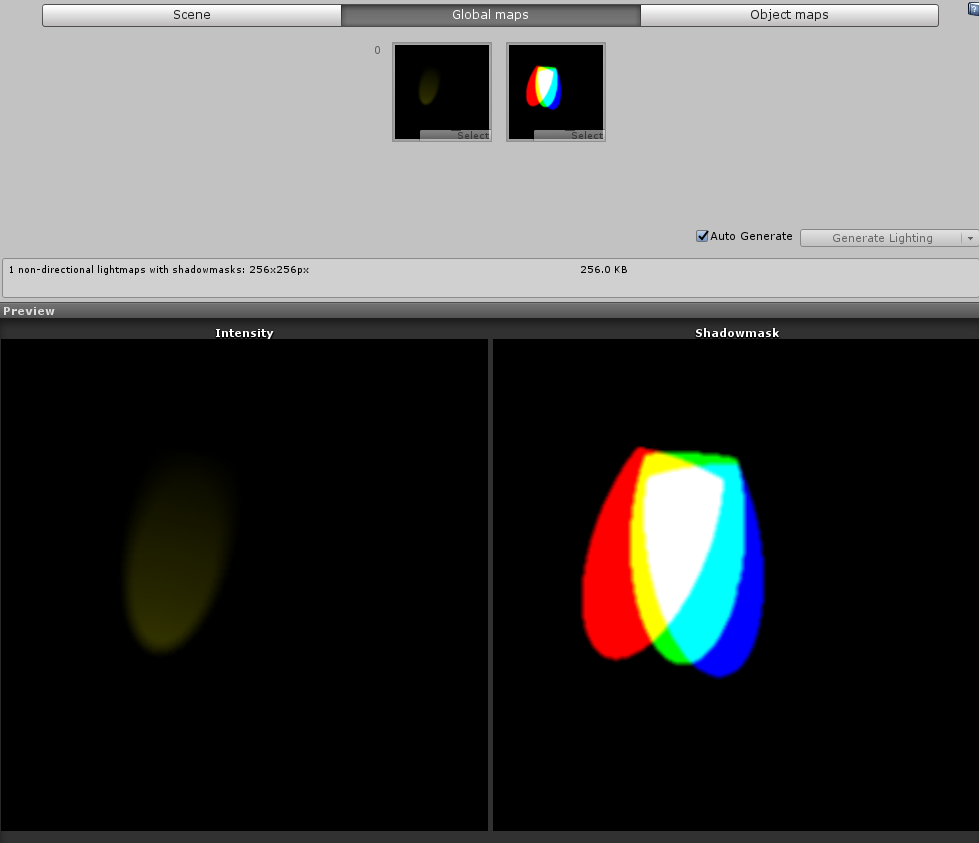 Scene
Global maps
Object maps
0
Select
Select
Auto Generate
Generate Lighting
1 non-directional lightmaps with shadowmasks: 256x256px
256.0 KB
Preview
Intensity
Shadowmask